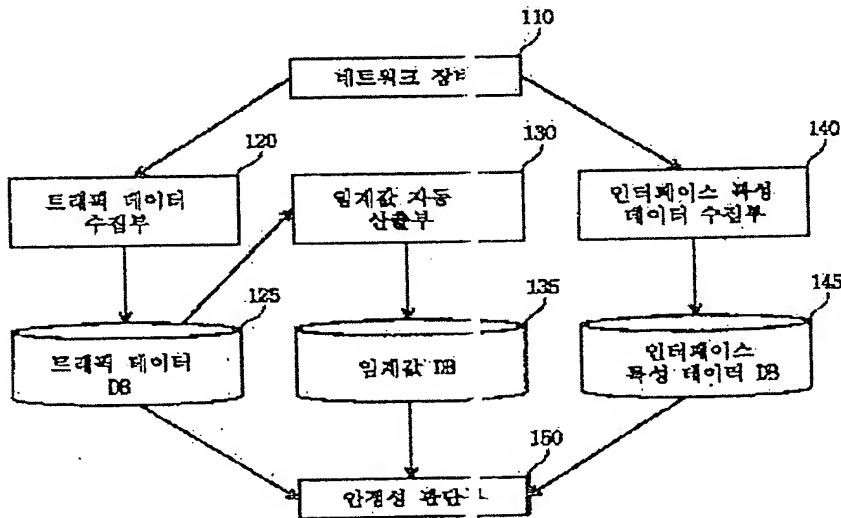 110
네트워크 장비
120
130
140
트래픽 데이터
수집부
임계값 자동
산출부
인터페이스 특성
데이터 수집부
125
135
145
트래픽 데이터
DB
임계값 DB
인터페이스
특성 데이터 DB
150
안정성 판단부